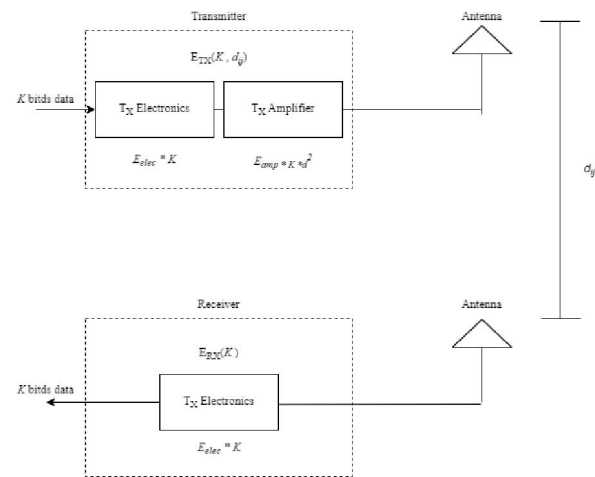 Transmitter
Antenna
E_TX(K, d_ij)
K bitds data
T_X Electronics
T_X Amplifier
E_elec * K
E_amp * K * d^2
d_ij
Receiver
Antenna
E_RX(K)
K bitds data
T_X Electronics
E_elec * K